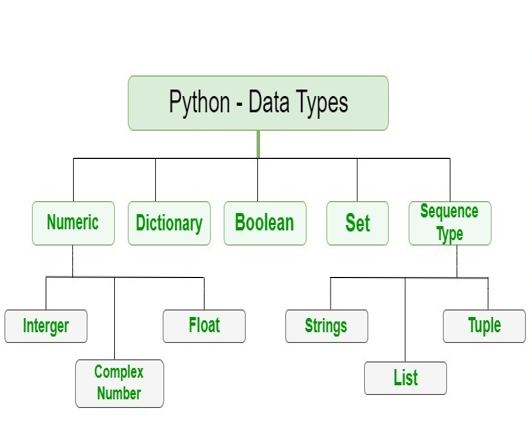 Python - Data Types
Numeric
Dictionary
Boolean
Set
Sequence
Type
Interger
Float
Complex
Number
Strings
Tuple
List